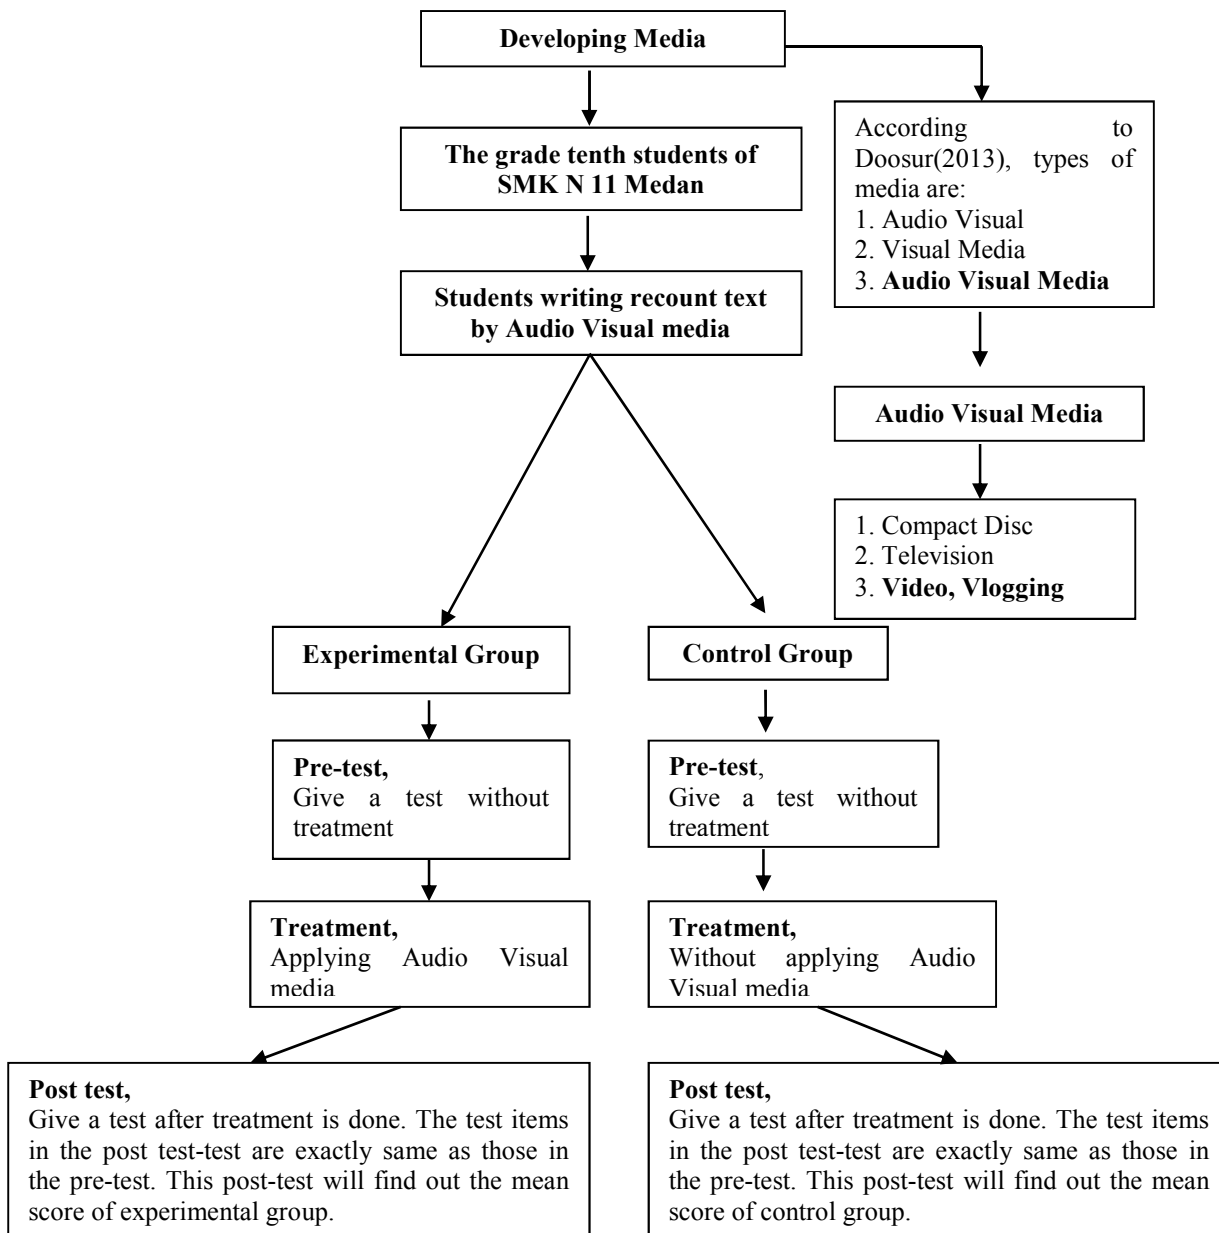 Developing Media
The grade tenth students of
SMK N 11 Medan
Students writing recount text
by Audio Visual media
According to
Doosur(2013), types of
media are:
1. Audio Visual
2. Visual Media
3. Audio Visual Media
Audio Visual Media
1. Compact Disc
2. Television
3. Video, Vlogging
Experimental Group
Control Group
Pre-test,
Give a test without
treatment
Pre-test,
Give a test without
treatment
Treatment,
Applying Audio Visual
media
Treatment,
Without applying Audio
Visual media
Post test,
Give a test after treatment is done. The test items
in the post test-test are exactly same as those in
the pre-test. This post-test will find out the mean
score of experimental group.
Post test,
Give a test after treatment is done. The test items
in the post test-test are exactly same as those in
the pre-test. This post-test will find out the mean
score of control group.